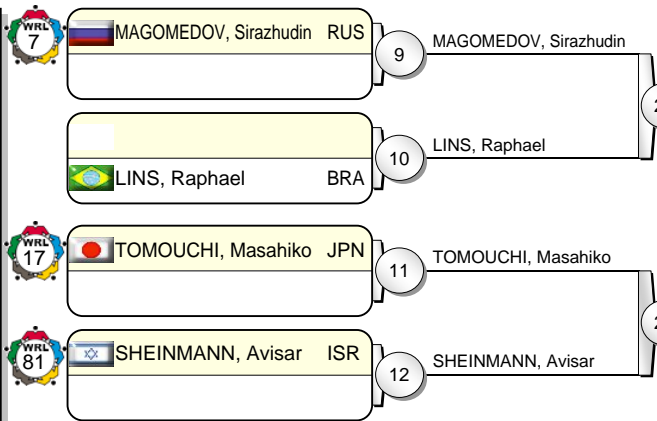 WRL
7
MAGOMEDOV, Sirazhudin RUS
9
MAGOMEDOV, Sirazhudin
10
LINS, Raphael
LINS, Raphael BRA
WRL
17
TOMOUCHI, Masahiko JPN
11
TOMOUCHI, Masahiko
WRL
81
SHEINMANN, Avisar ISR
12
SHEINMANN, Avisar